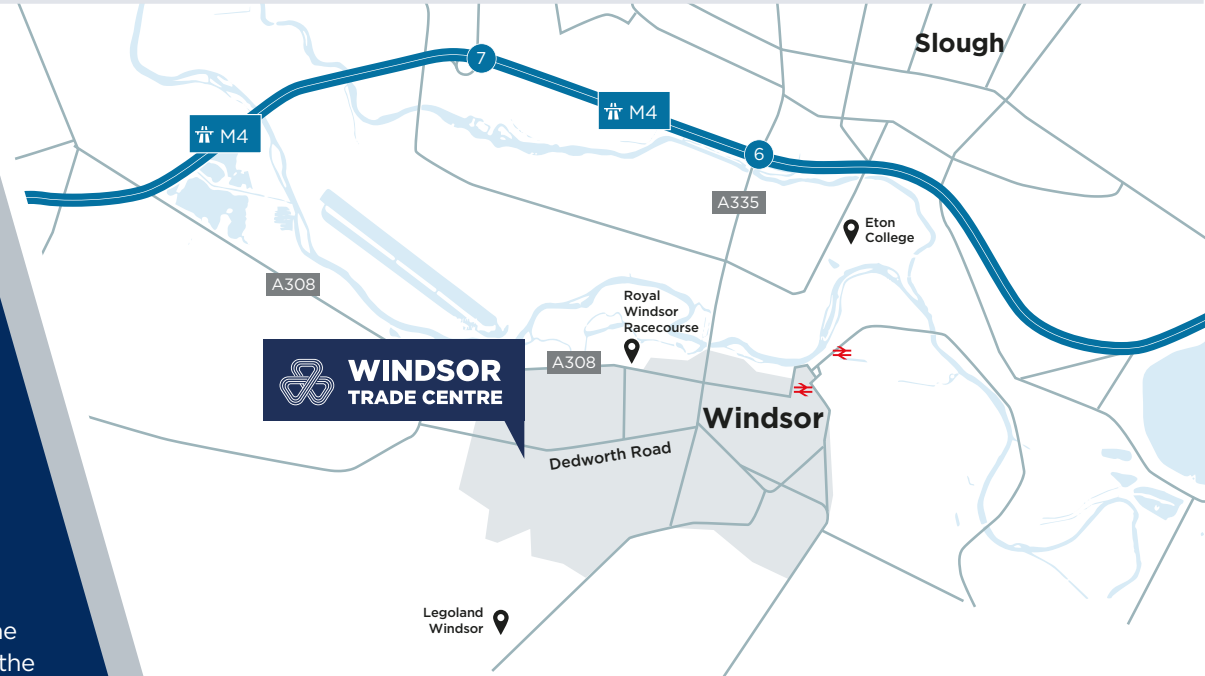 Slough
7
M4
M4
6
A335
Eton
College
A308
Royal
Windsor
Racecourse
A308
WINDSOR
TRADE CENTRE
Windsor
Dedworth Road
Legoland
Windsor
the